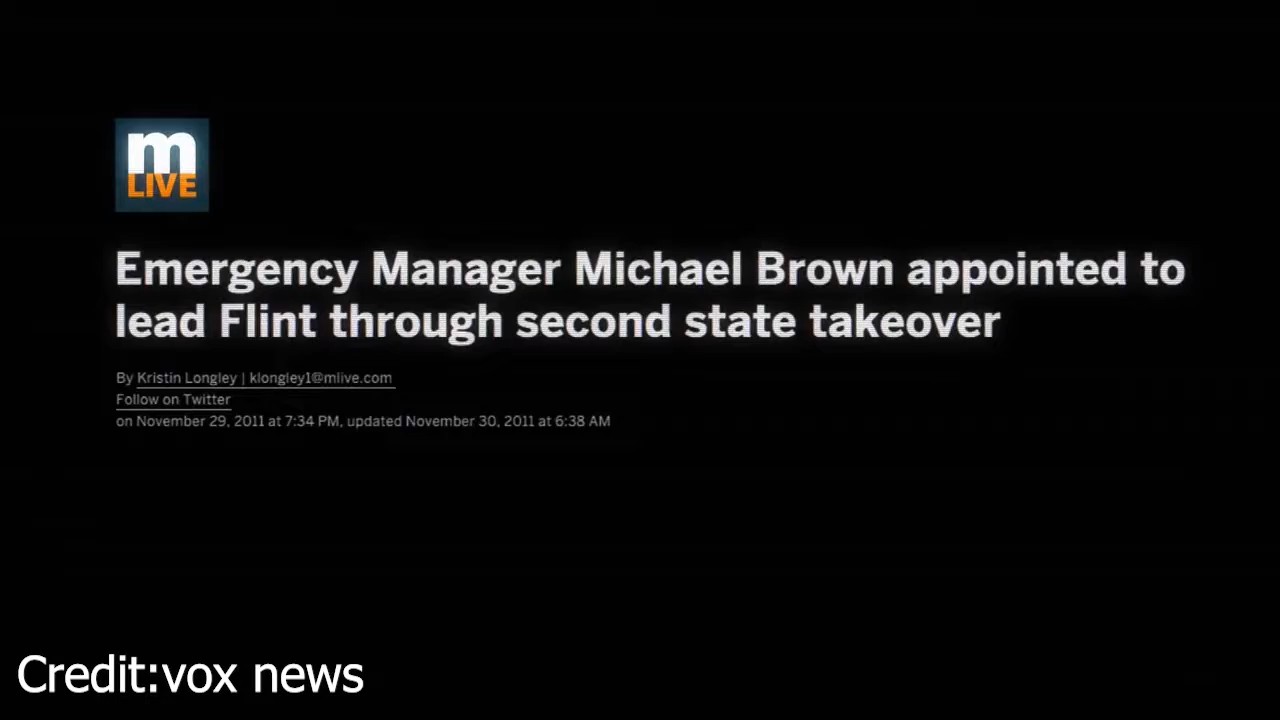 m
LIVE
Emergency Manager Michael Brown appointed to
lead Flint through second state takeover
By Kristin Longley | klongley1@mlive.com
Follow on Twitter
on November 29, 2011 at 7:34 PM, updated November 30, 2011 at 6:38 AM
Credit:vox news